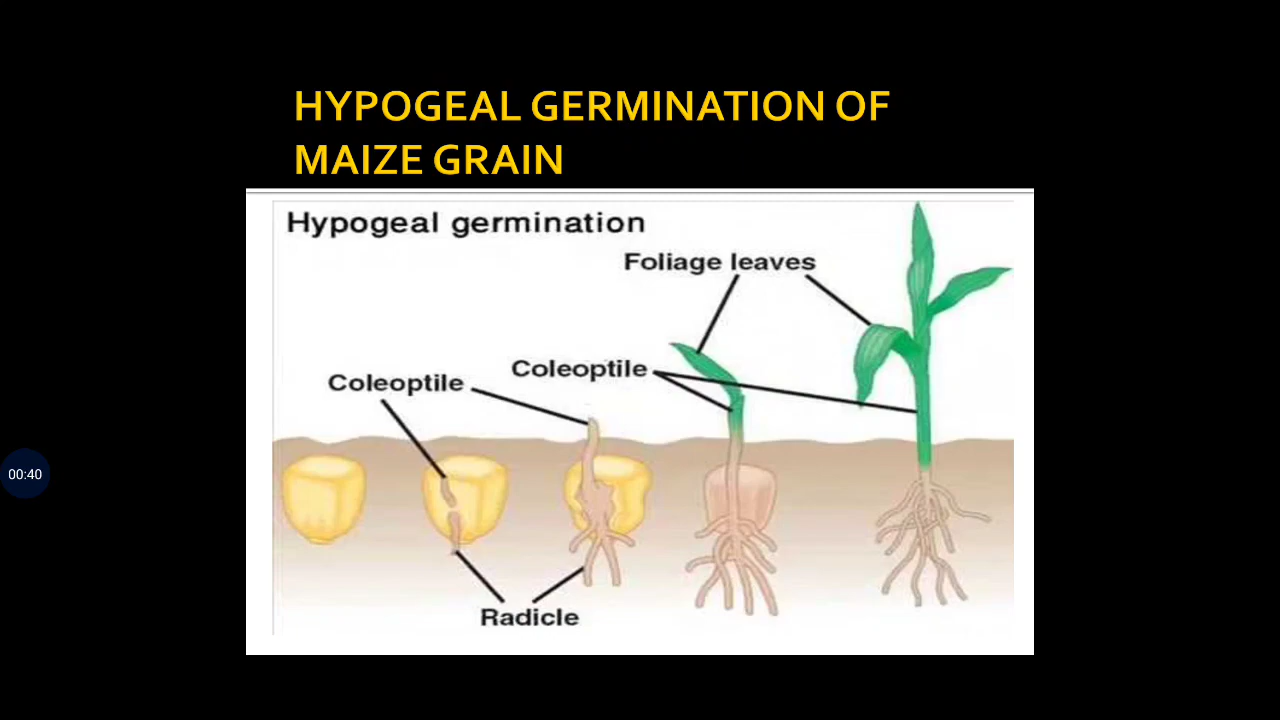 HYPOGEAL GERMINATION OF
MAIZE GRAIN
Hypogeal germination
Foliage leaves
Coleoptile
Coleoptile
00:40
Radicle